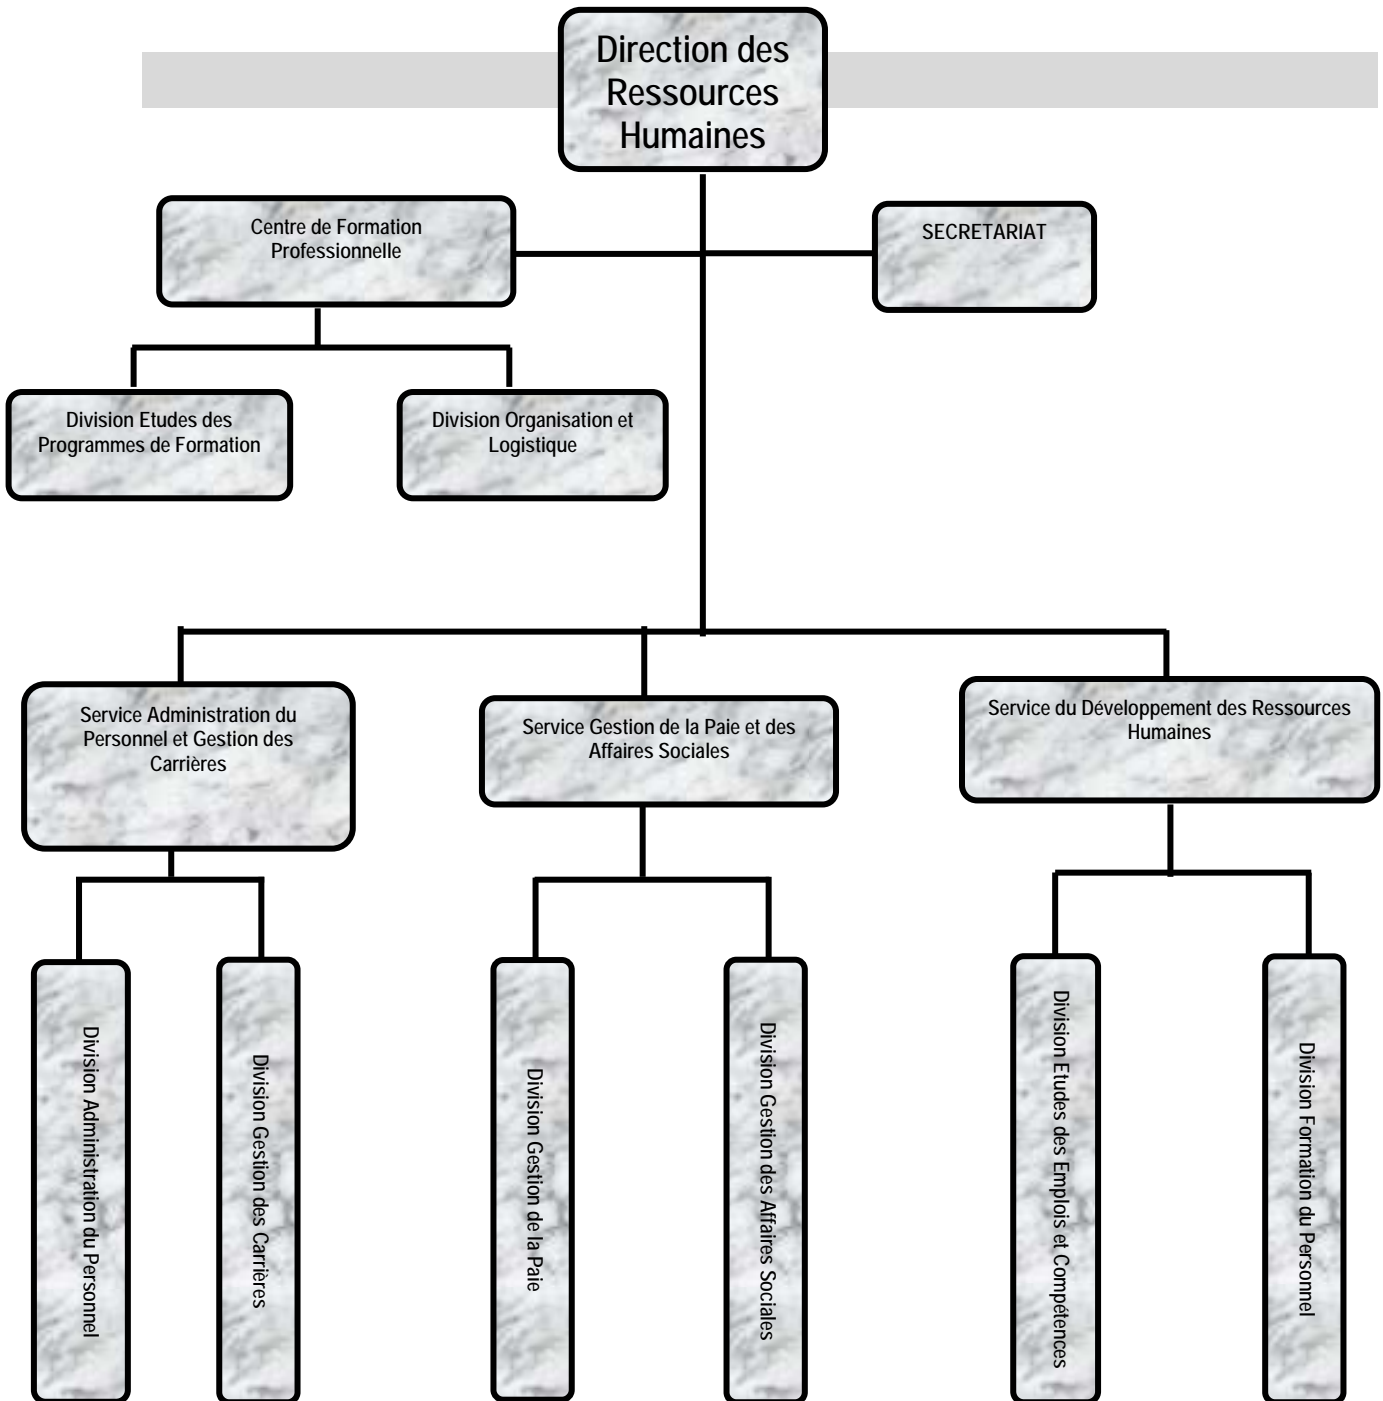 Direction des
Ressources
Humaines
Centre de Formation
Professionnelle
SECRETARIAT
Division Etudes des
Programmes de Formation
Division Organisation et
Logistique
Service Administration du
Personnel et Gestion des
Carrières
Service Gestion de la Paie et des
Affaires Sociales
Service du Développement des Ressources
Humaines
Division Administration du Personnel
Division Gestion des Carrières
Division Gestion de la Paie
Division Gestion des Affaires Sociales
Division Etudes des Emplois et Compétences
Division Formation du Personnel